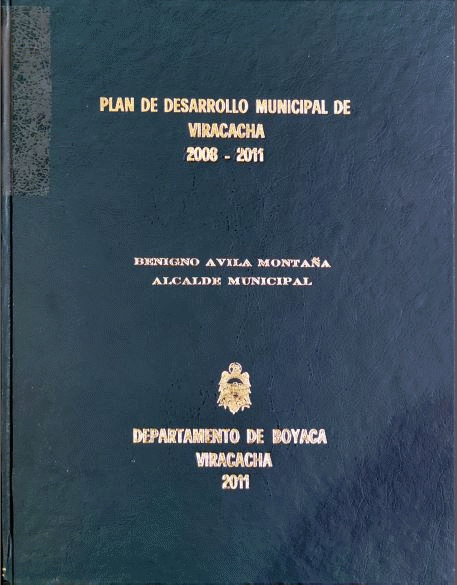 PLAN DE DESARROLLO MUNICIPAL DE
VIRACACHA
2008 - 2011
BENIGNO AVILA MONTAÑA
ALCALDE MUNICIPAL
DEPARTAMENTO DE BOYACA
VIRACACHA
2011